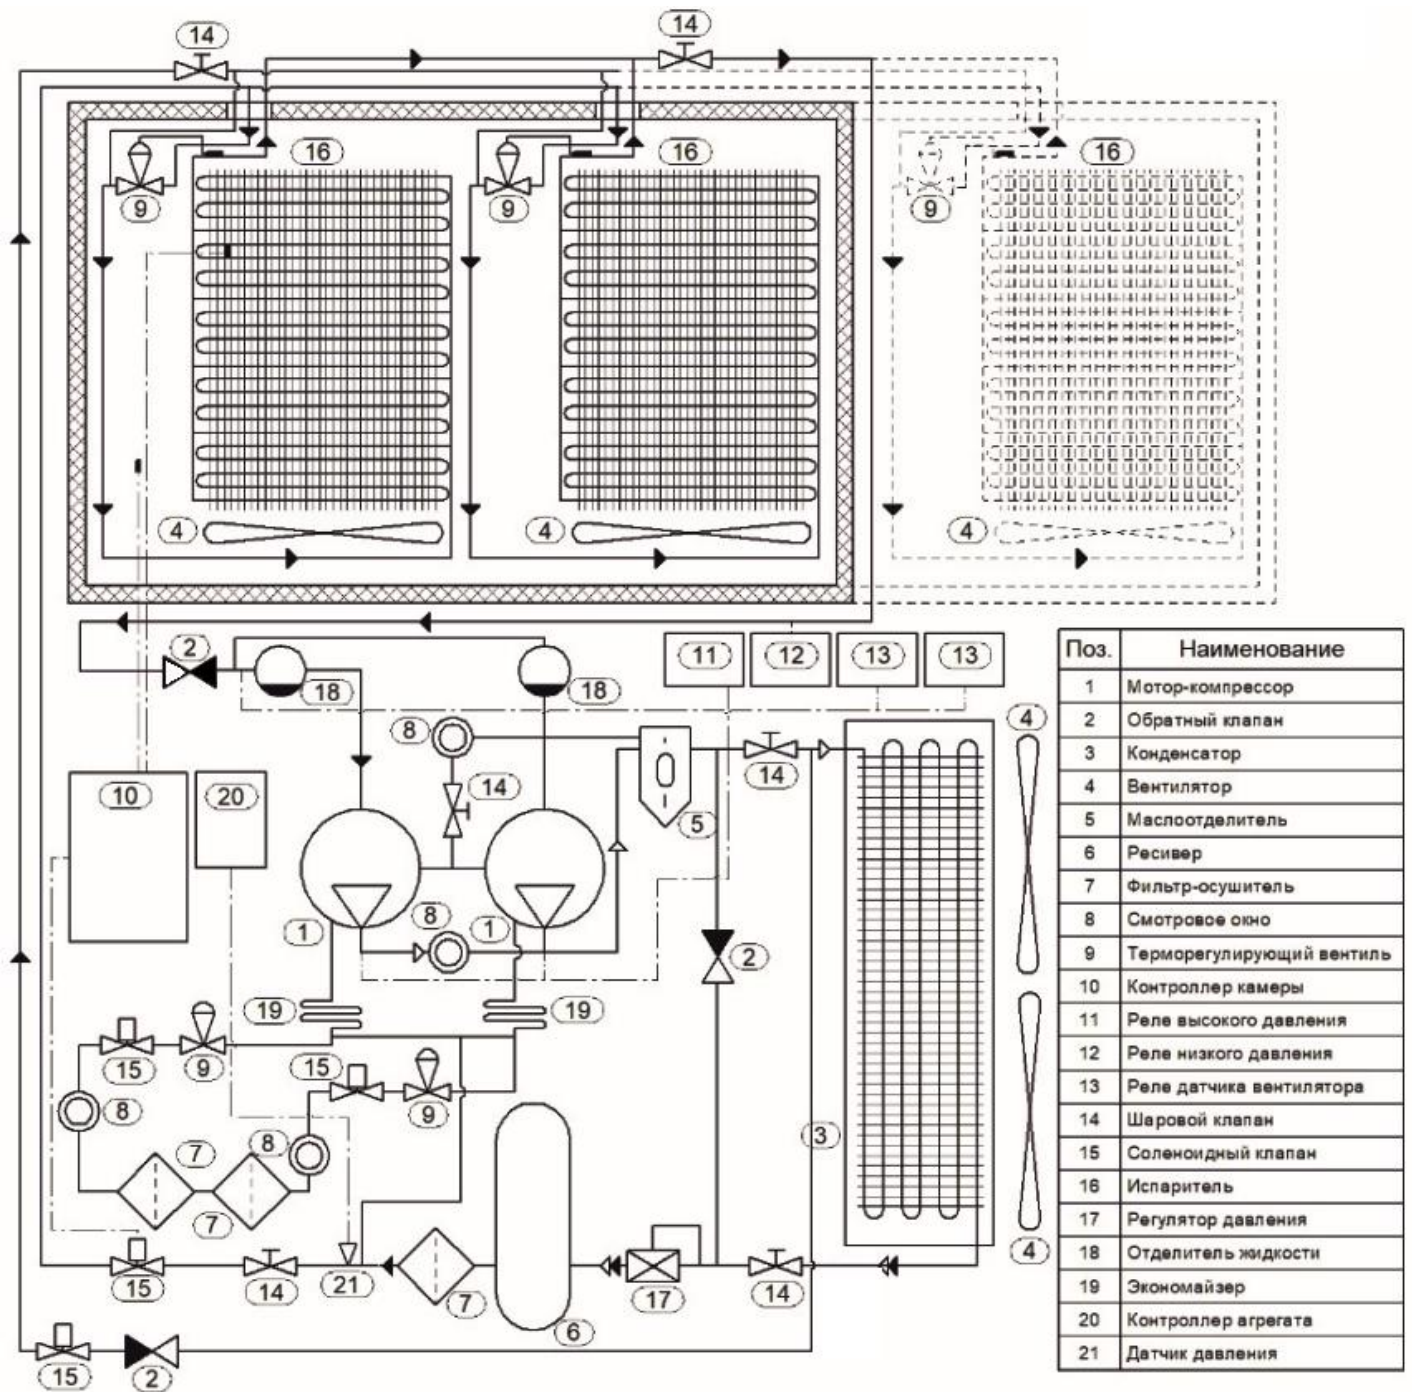 14
14
16
16
16
9
9
9
4
4
4
2
18
18
11
12
13
13
8
14
14
4
10
20
5
1
8
1
2
19
19
15
9
15
9
8
8
7
7
3
4
15
14
21
7
6
17
14
15
2
Поз. Наименование
1 Мотор-компрессор
2 Обратный клапан
3 Конденсатор
4 Вентилятор
5 Маслоотделитель
6 Ресивер
7 Фильтр-осушитель
8 Смотровое окно
9 Терморегулирующий вентиль
10 Контроллер камеры
11 Реле высокого давления
12 Реле низкого давления
13 Реле датчика вентилятора
14 Шаровой клапан
15 Соленоидный клапан
16 Испаритель
17 Регулятор давления
18 Отделитель жидкости
19 Экономайзер
20 Контроллер агрегата
21 Датчик давления